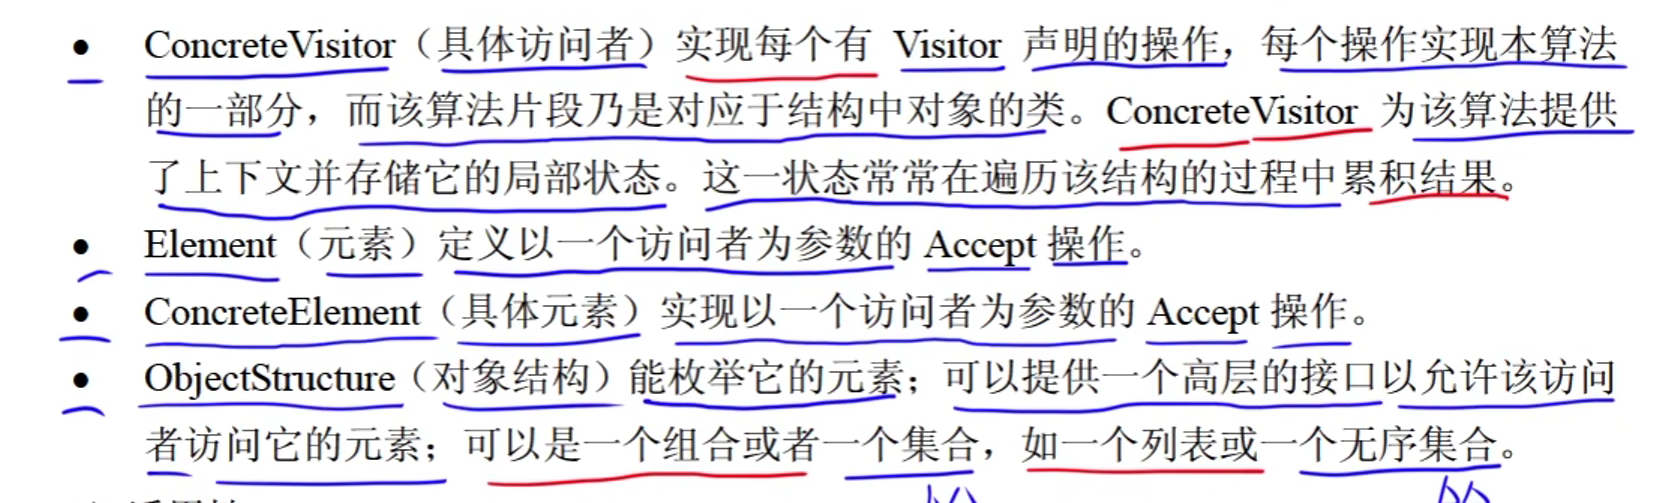 ● ConcreteVisitor（具体访问者）实现每个有 Visitor 声明的操作，每个操作实现本算法
的一部分，而该算法片段乃是对应于结构中对象的类。ConcreteVisitor 为该算法提供
了上下文并存储它的局部状态。这一状态常常在遍历该结构的过程中累积结果。
● Element（元素）定义以一个访问者为参数的 Accept 操作。
● ConcreteElement（具体元素）实现以一个访问者为参数的 Accept 操作。
● ObjectStructure（对象结构）能枚举它的元素；可以提供一个高层的接口以允许该访问
者访问它的元素；可以是一个组合或者一个集合，如一个列表或一个无序集合。